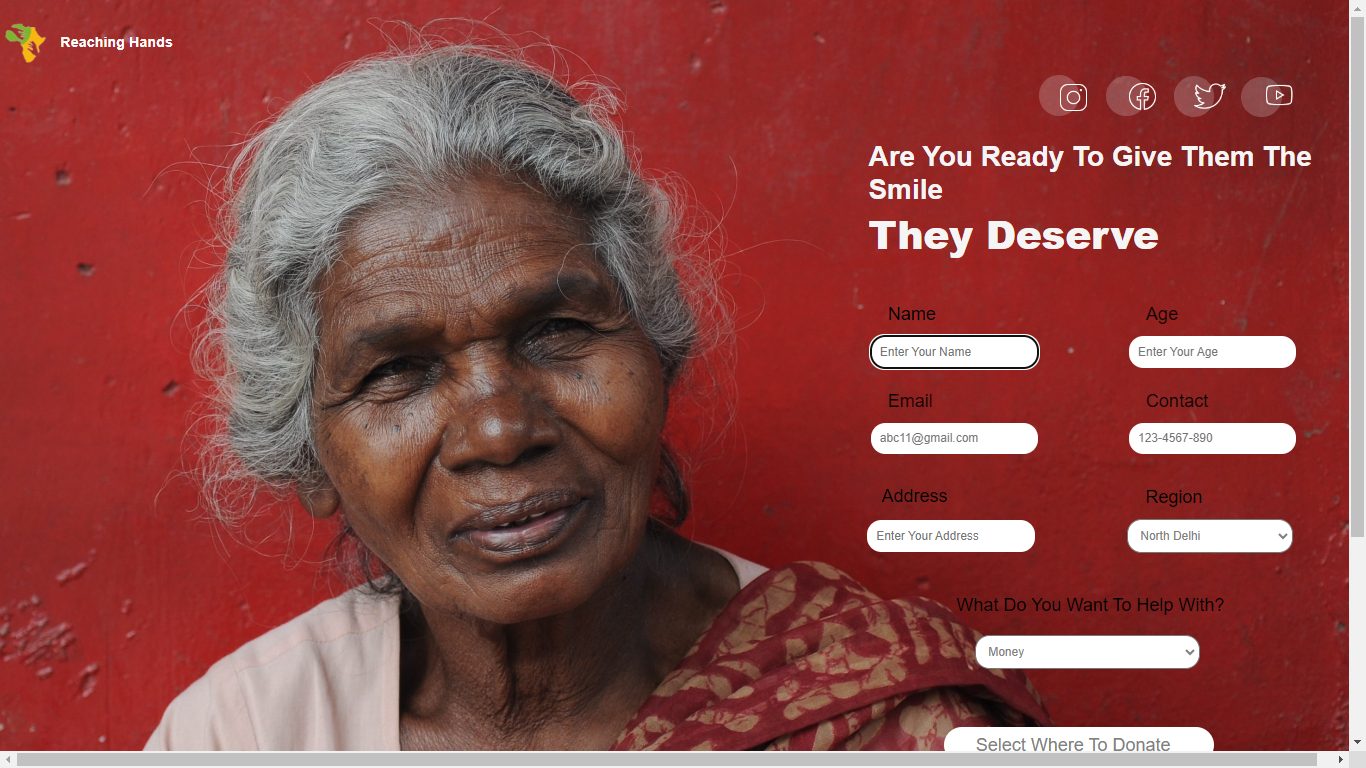 Reaching Hands
Are You Ready To Give Them The
Smile
They Deserve
Name
Age
Enter Your Name
Enter Your Age
Email
Contact
abc11@gmail.com
123-4567-890
Address
Region
Enter Your Address
North Delhi
What Do You Want To Help With?
Money
Select Where To Donate